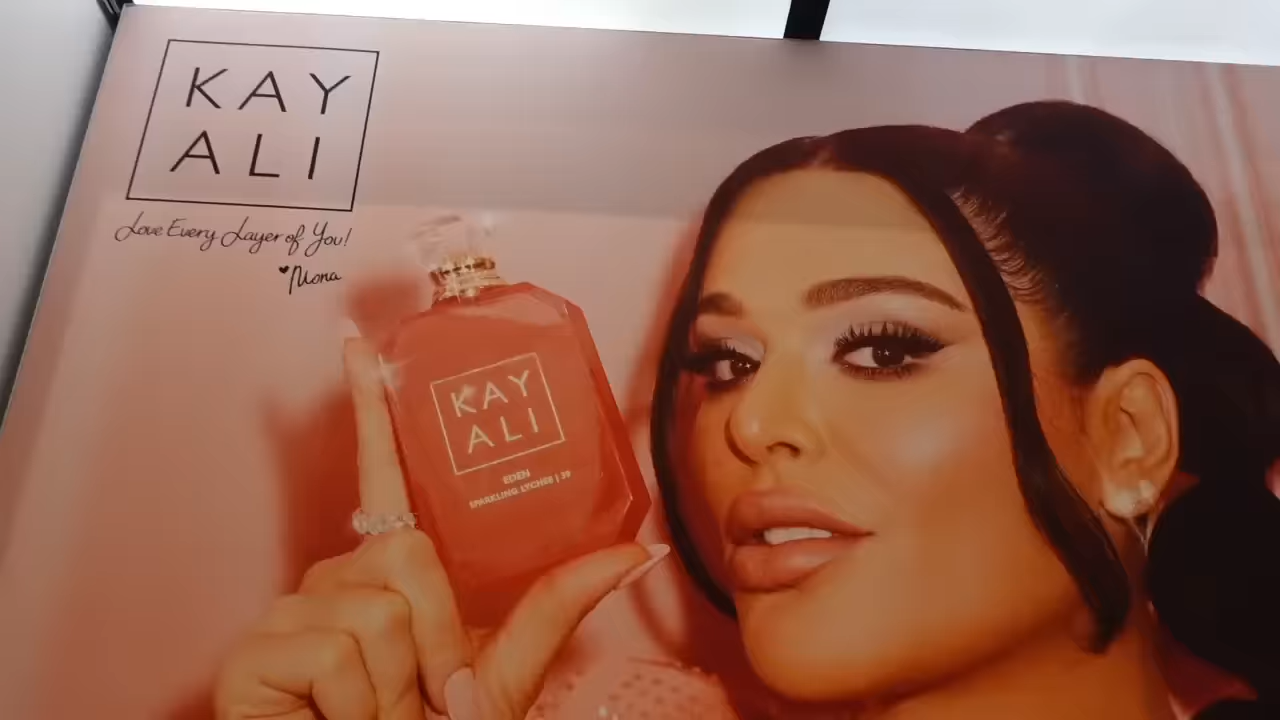 KAY
ALI
Love Every Layer of You!
Mona
KAY
ALI
EDEN
SPARKLING LYCHEE | 39